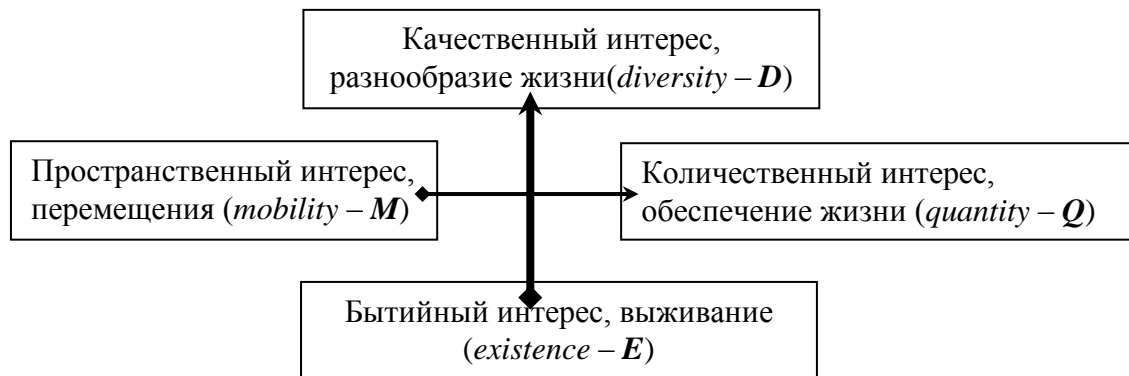 Качественный интерес,
разнообразие жизни(diversity – D)
Пространственный интерес,
перемещения (mobility – M)
Количественный интерес,
обеспечение жизни (quantity – Q)
Бытийный интерес, выживание
(existence – E)